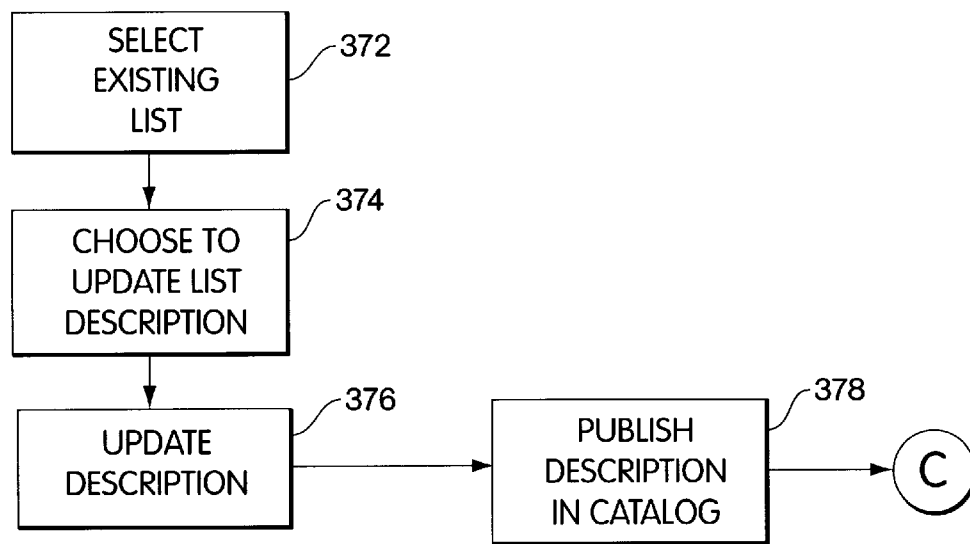 SELECT
EXISTING
LIST
372
CHOOSE TO
UPDATE LIST
DESCRIPTION
374
UPDATE
DESCRIPTION
376
PUBLISH
DESCRIPTION
IN CATALOG
378
C